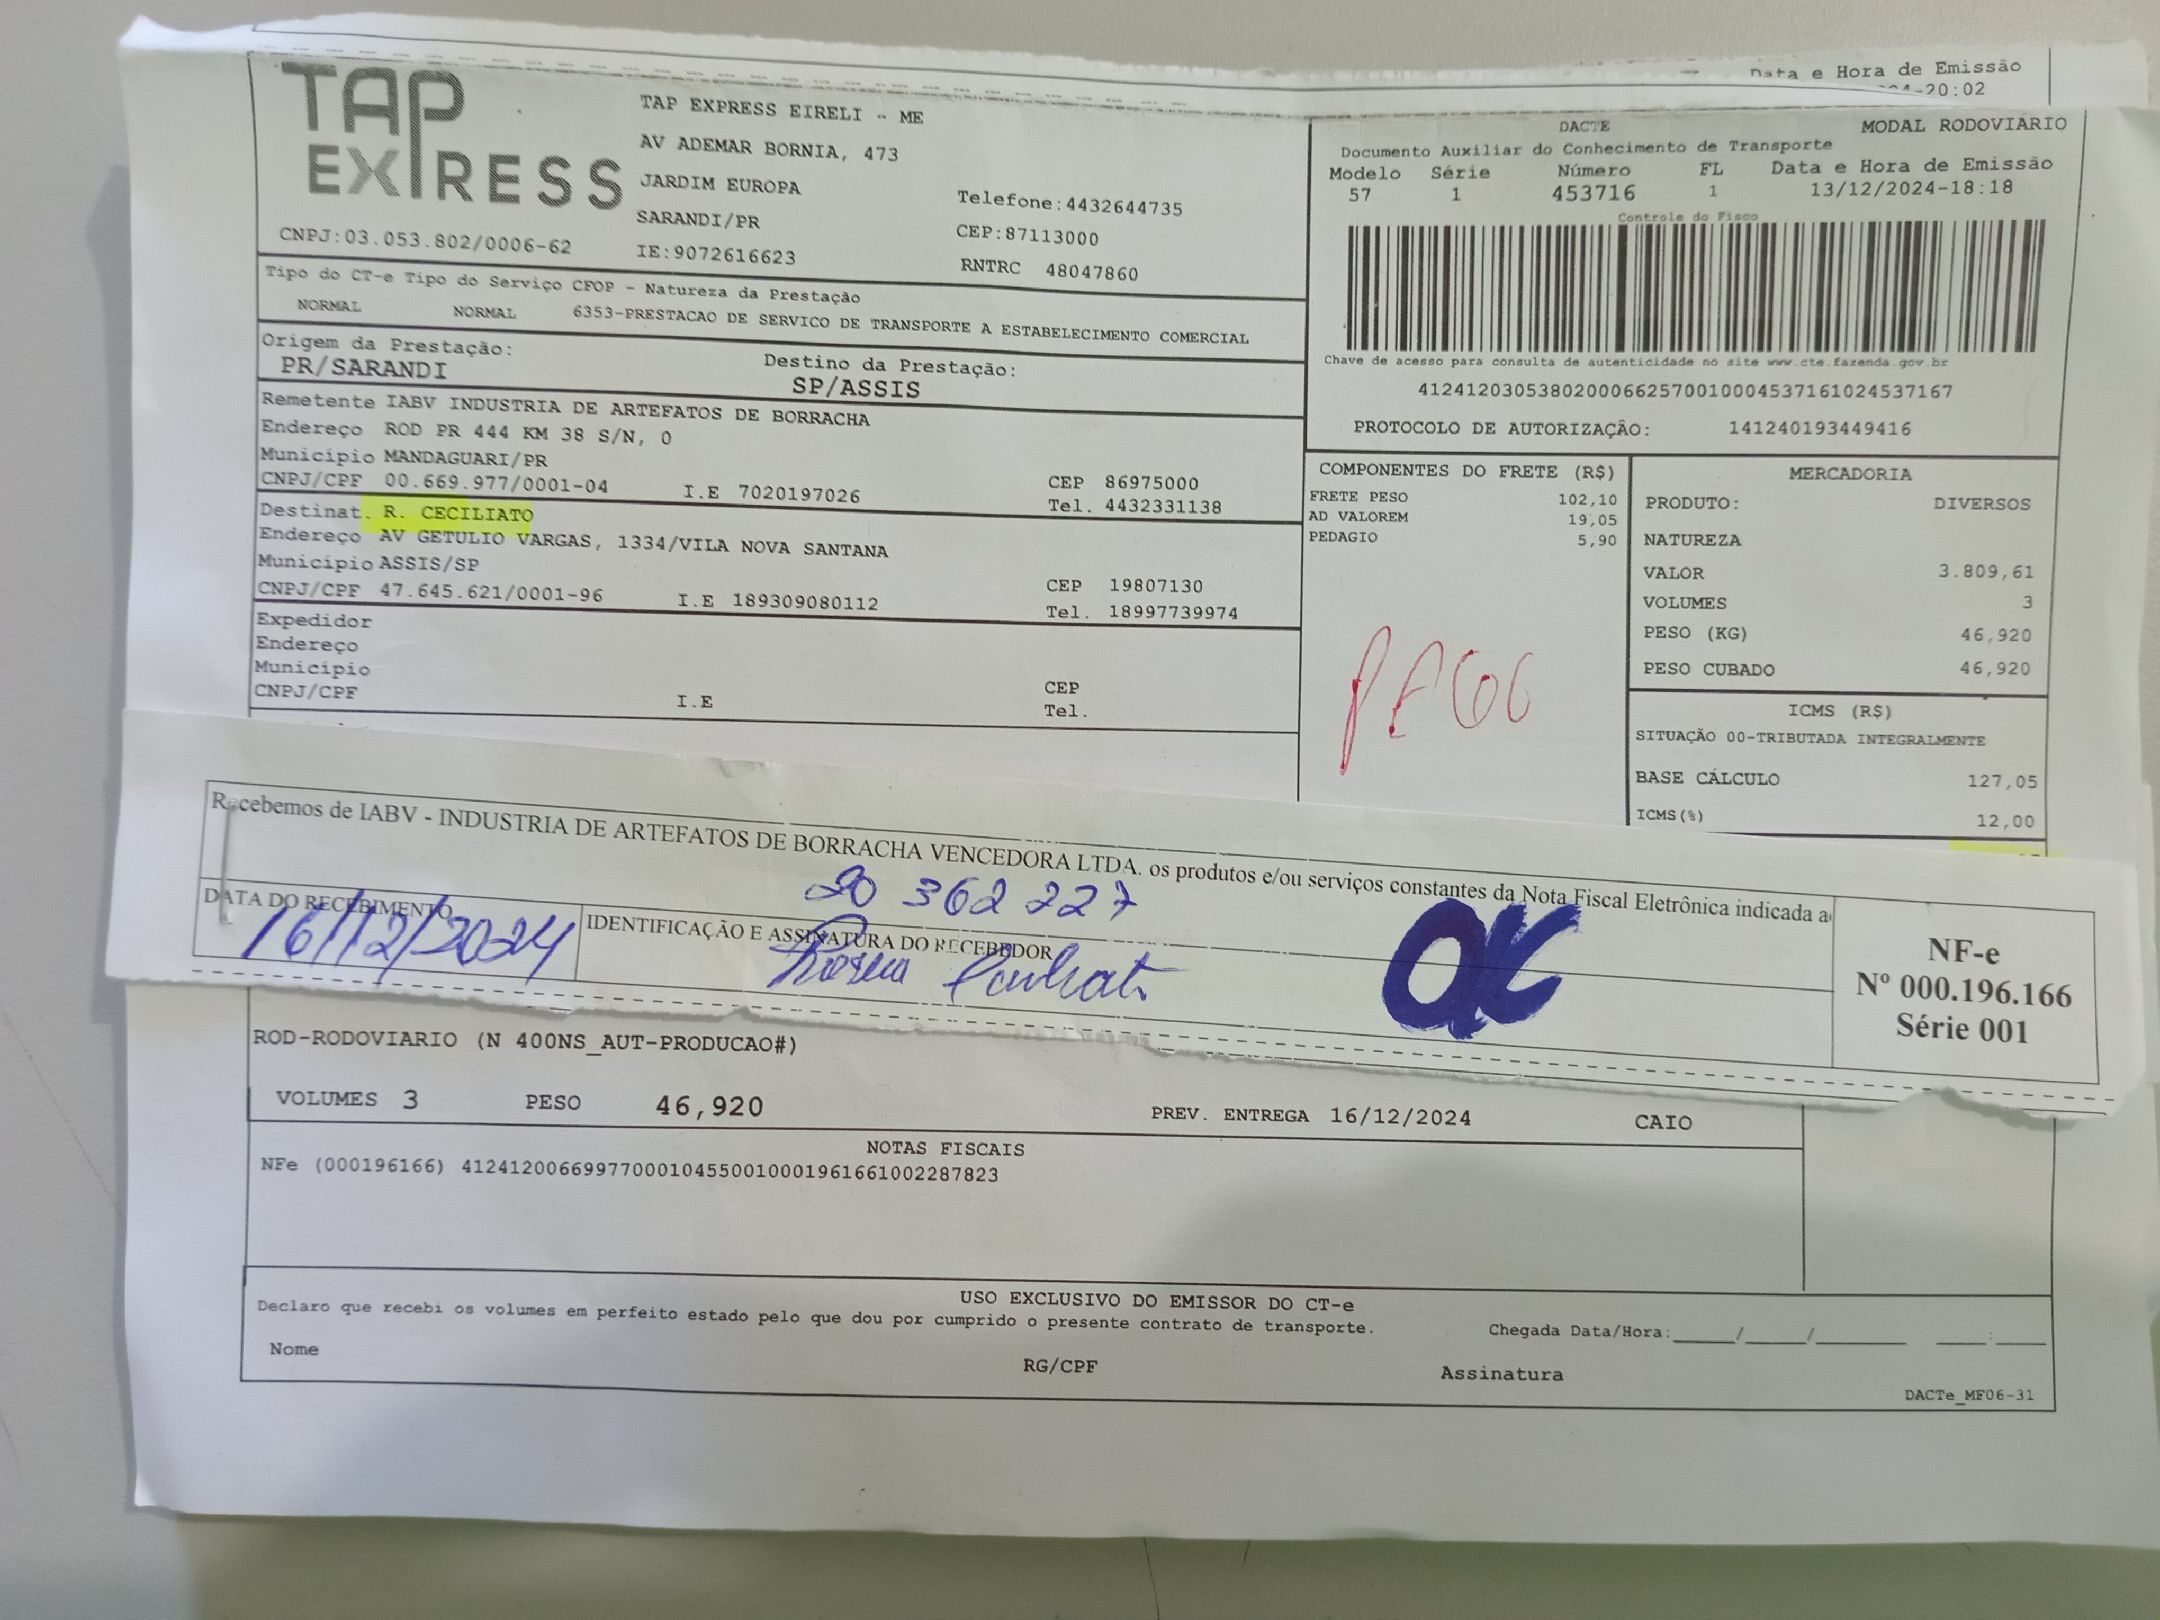 Data e Hora de Emissão
-20:02
TAP
EXPRESS
CNPJ:03.053.802/0006-62
TAP EXPRESS EIRELI - ME
AV ADEMAR BORNIA, 473
JARDIM EUROPA
SARANDI/PR
IE:9072616623
Telefone:4432644735
CEP:87113000
RNTRC 48047860
DACTE MODAL RODOVIARIO
Documento Auxiliar do Conhecimento de Transporte
Modelo Série Número FL Data e Hora de Emissão
57 1 453716 1 13/12/2024-18:18
Controle do Fisco
Chave de acesso para consulta de autenticidade no site www.cte.fazenda.gov.br
41241203053802000662570010004537161024537167
PROTOCOLO DE AUTORIZAÇÃO: 141240193449416
Tipo do CT-e Tipo do Serviço CFOP - Natureza da Prestação
NORMAL NORMAL 6353-PRESTACAO DE SERVICO DE TRANSPORTE A ESTABELECIMENTO COMERCIAL
Origem da Prestação: Destino da Prestação:
PR/SARANDI SP/ASSIS
Remetente IABV INDUSTRIA DE ARTEFATOS DE BORRACHA
Endereço ROD PR 444 KM 38 S/N, 0
Município MANDAGUARI/PR CEP 86975000
CNPJ/CPF 00.669.977/0001-04 I.E 7020197026 Tel. 4432331138
Destinat. R. CECILIATO
Endereço AV GETULIO VARGAS, 1334/VILA NOVA SANTANA
Município ASSIS/SP CEP 19807130
CNPJ/CPF 47.645.621/0001-96 I.E 189309080112 Tel. 18997739974
Expedidor
Endereço
Município CEP
CNPJ/CPF I.E Tel.
COMPONENTES DO FRETE (R$)
FRETE PESO 102,10
AD VALOREM 19,05
PEDAGIO 5,90
PAGO
MERCADORIA
PRODUTO: DIVERSOS
NATUREZA
VALOR 3.809,61
VOLUMES 3
PESO (KG) 46,920
PESO CUBADO 46,920
ICMS (R$)
SITUAÇÃO 00-TRIBUTADA INTEGRALMENTE
BASE CÁLCULO 127,05
ICMS(%) 12,00
Recebemos de IABV - INDUSTRIA DE ARTEFATOS DE BORRACHA VENCEDORA LTDA. os produtos e/ou serviços constantes da Nota Fiscal Eletrônica indicada a
20 362 227
DATA DO RECEBIMENTO IDENTIFICAÇÃO E ASSINATURA DO RECEBEDOR
16/12/2024
OK
NF-e
Nº 000.196.166
Série 001
ROD-RODOVIARIO (N 400NS_AUT-PRODUCAO#)
VOLUMES 3 PESO 46,920 PREV. ENTREGA 16/12/2024 CAIO
NOTAS FISCAIS
NFe (000196166) 41241200669977000104550010001961661002287823
USO EXCLUSIVO DO EMISSOR DO CT-e
Declaro que recebi os volumes em perfeito estado pelo que dou por cumprido o presente contrato de transporte. Chegada Data/Hora:_____/_____/_______ ____:____
Nome RG/CPF Assinatura
DACTe_MF06-31